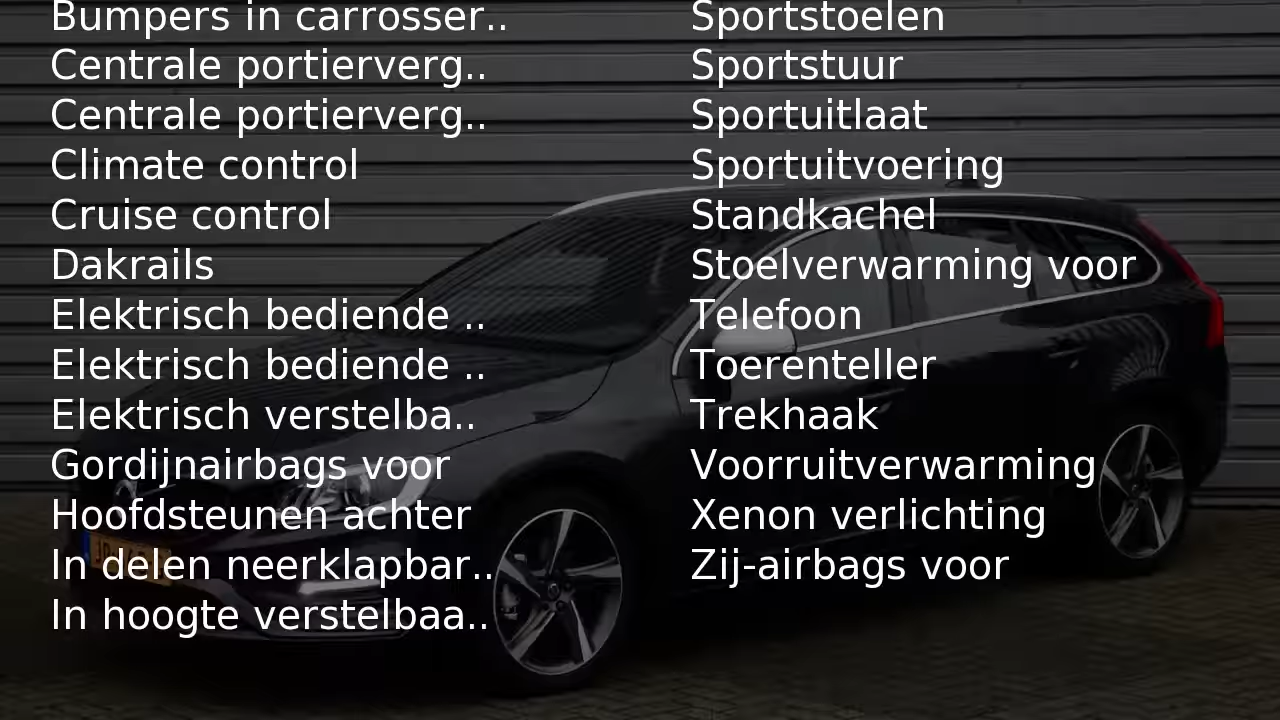 Bumpers in carrosser..
Centrale portierverg..
Centrale portierverg..
Climate control
Cruise control
Dakrails
Elektrisch bediende ..
Elektrisch bediende ..
Elektrisch verstelba..
Gordijnairbags voor
Hoofdsteunen achter
In delen neerklapbar..
In hoogte verstelbaa..
Sportstoelen
Sportstuur
Sportuitlaat
Sportuitvoering
Standkachel
Stoelverwarming voor
Telefoon
Toerenteller
Trekhaak
Voorruitverwarming
Xenon verlichting
Zij-airbags voor